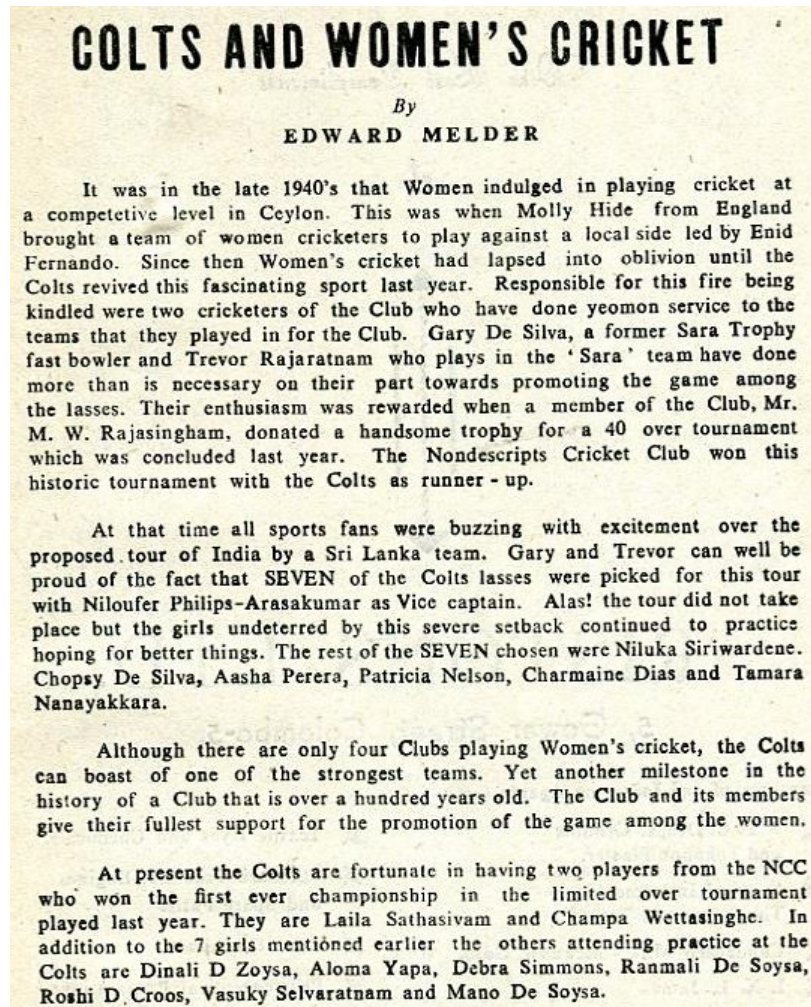 COLTS AND WOMEN'S CRICKET
By
EDWARD MELDER
It was in the late 1940's that Women indulged in playing cricket at
a competetive level in Ceylon. This was when Molly Hide from England
brought a team of women cricketers to play against a local side led by Enid
Fernando. Since then Women's cricket had lapsed into oblivion until the
Colts revived this fascinating sport last year. Responsible for this fire being
kindled were two cricketers of the Club who have done yeomon service to the
teams that they played in for the Club. Gary De Silva, a former Sara Trophy
fast bowler and Trevor Rajaratnam who plays in the ' Sara ' team have done
more than is necessary on their part towards promoting the game among
the lasses. Their enthusiasm was rewarded when a member of the Club, Mr.
M. W. Rajasingham, donated a handsome trophy for a 40 over tournament
which was concluded last year. The Nondescripts Cricket Club won this
historic tournament with the Colts as runner - up.
At that time all sports fans were buzzing with excitement over the
proposed tour of India by a Sri Lanka team. Gary and Trevor can well be
proud of the fact that SEVEN of the Colts lasses were picked for this tour
with Niloufer Philips-Arasakumar as Vice captain. Alas! the tour did not take
place but the girls undeterred by this severe setback continued to practice
hoping for better things. The rest of the SEVEN chosen were Niluka Siriwardene.
Chopsy De Silva, Aasha Perera, Patricia Nelson, Charmaine Dias and Tamara
Nanayakkara.
Although there are only four Clubs playing Women's cricket, the Colts
can boast of one of the strongest teams. Yet another milestone in the
history of a Club that is over a hundred years old. The Club and its members
give their fullest support for the promotion of the game among the women.
At present the Colts are fortunate in having two players from the NCC
who won the first ever championship in the limited over tournament
played last year. They are Laila Sathasivam and Champa Wettasinghe. In
addition to the 7 girls mentioned earlier the others attending practice at the
Colts are Dinali D Zoysa, Aloma Yapa, Debra Simmons, Ranmali De Soysa,
Roshi D Croos, Vasuky Selvaratnam and Mano De Soysa.